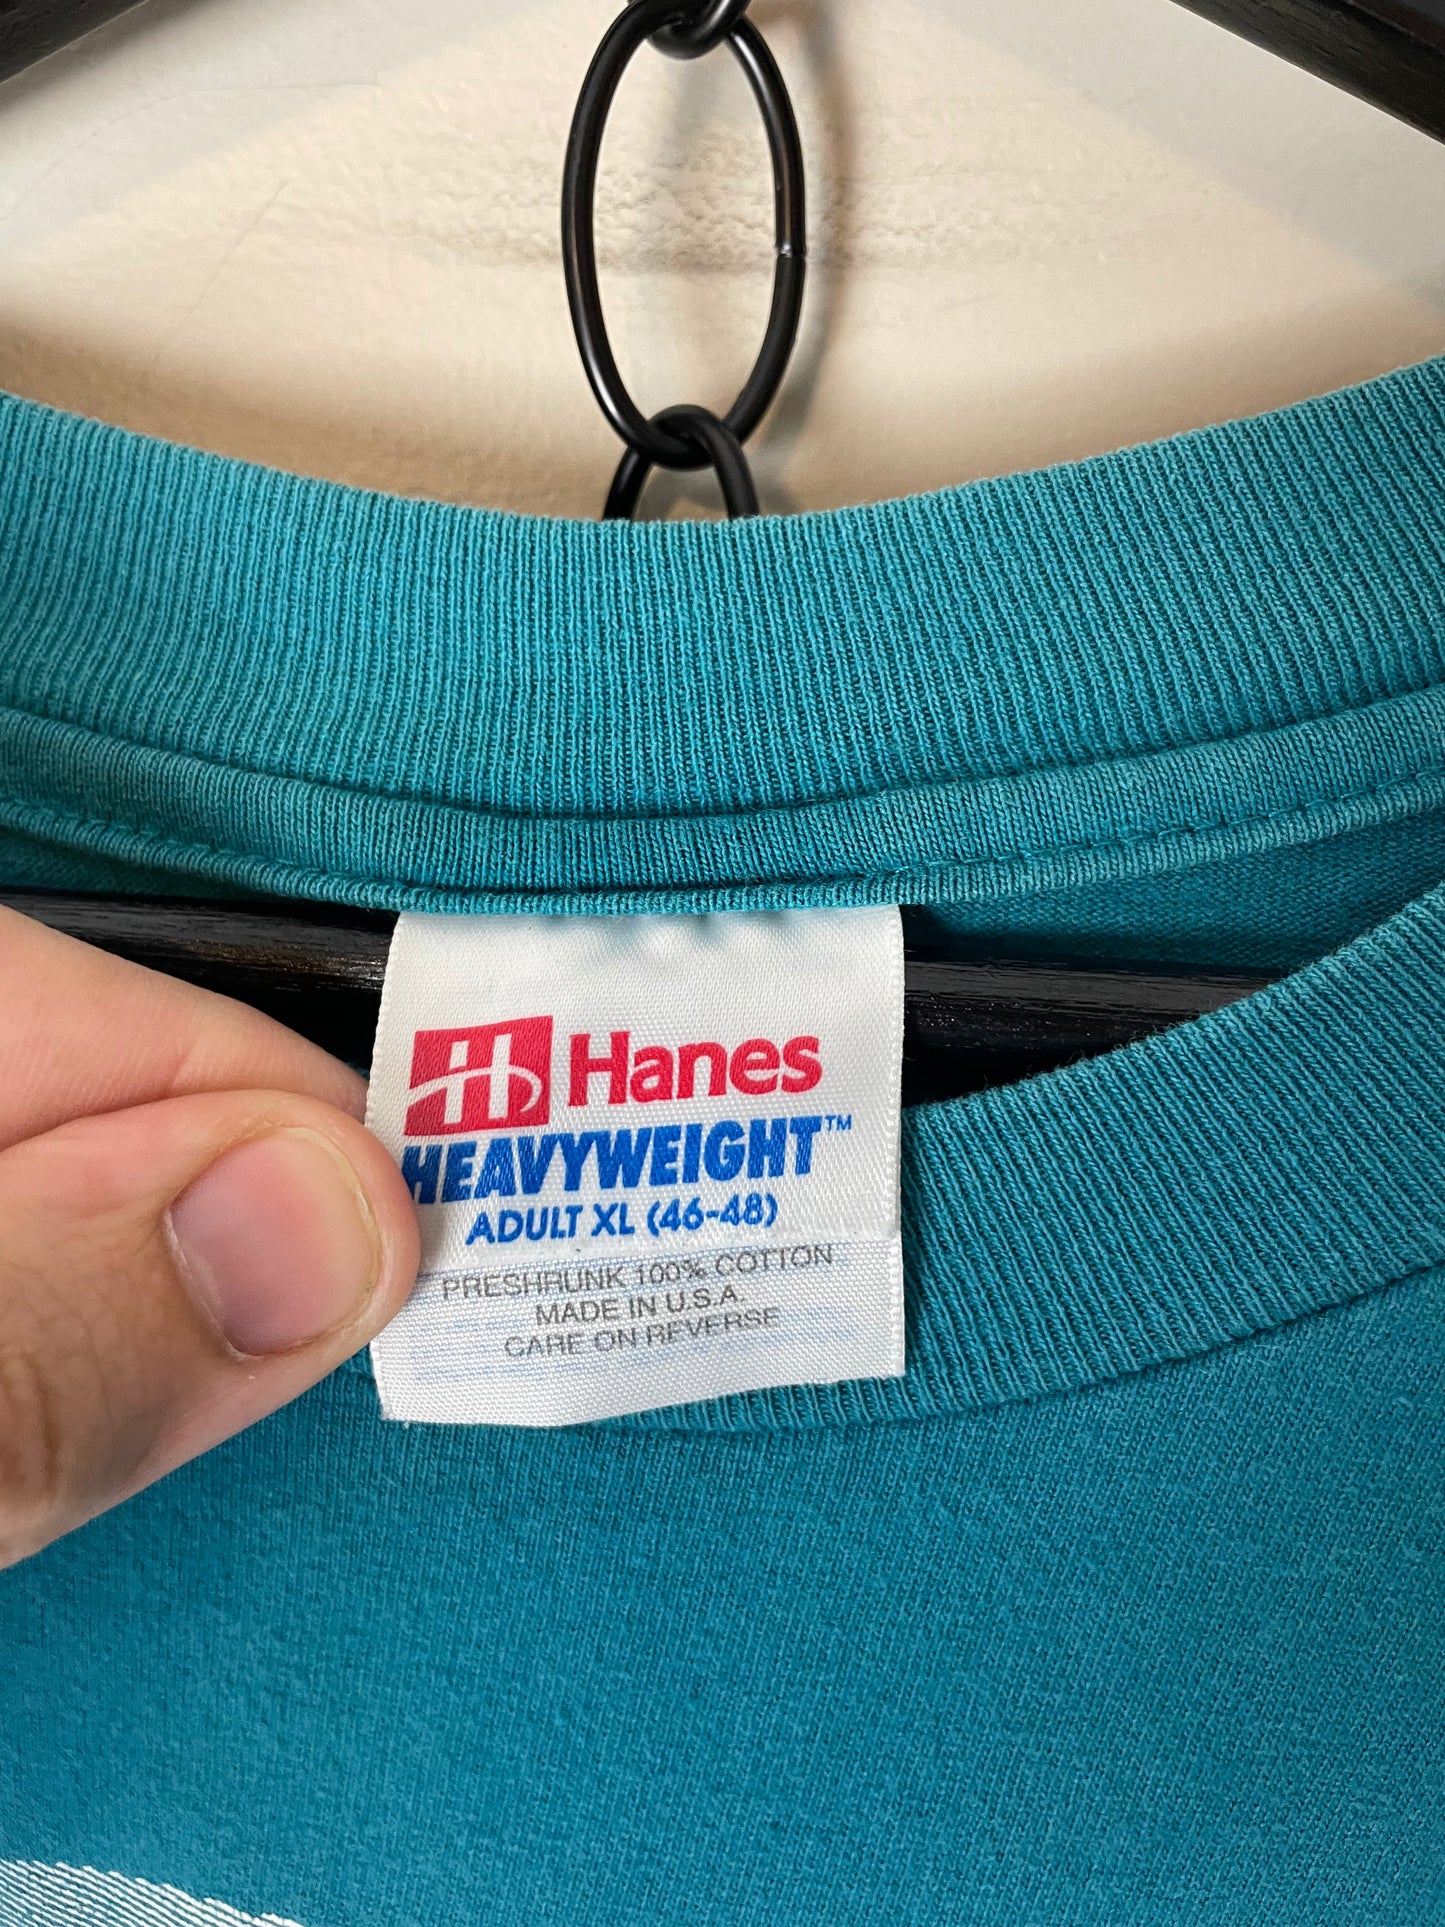 H Hanes
HEAVYWEIGHT™
ADULT XL (46-48)
PRESHRUNK 100% COTTON
MADE IN U.S.A.
CARE ON REVERSE